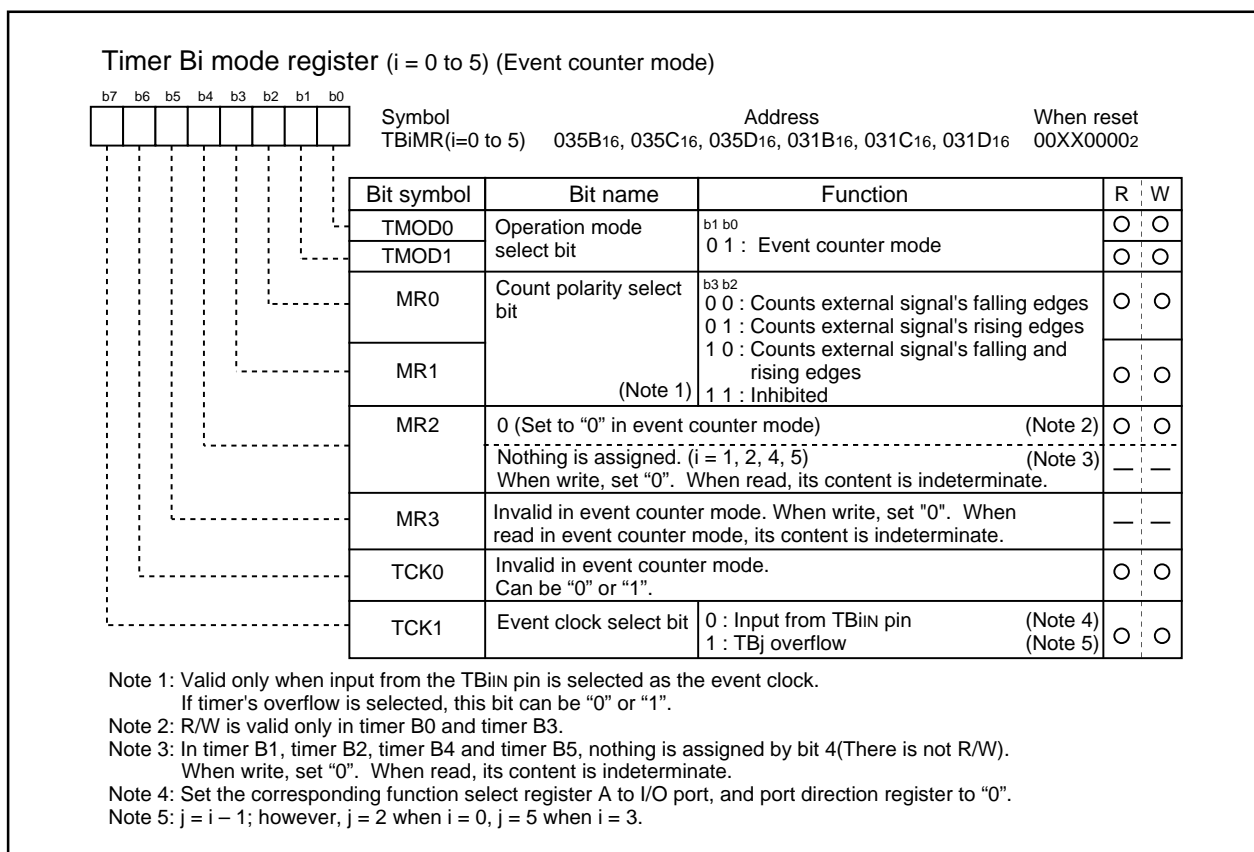 Timer Bi mode register (i = 0 to 5) (Event counter mode)
b7 b6 b5 b4 b3 b2 b1 b0
Symbol Address When reset
TBiMR(i=0 to 5) 035B16, 035C16, 035D16, 031B16, 031C16, 031D16 00XX00002
Bit symbol Bit name Function R W
TMOD0
TMOD1
Operation mode
select bit
b1 b0
0 1 : Event counter mode
MR0
MR1
Count polarity select
bit
(Note 1)
b3 b2
0 0 : Counts external signal's falling edges
0 1 : Counts external signal's rising edges
1 0 : Counts external signal's falling and
rising edges
1 1 : Inhibited
MR2
0 (Set to “0” in event counter mode) (Note 2)
Nothing is assigned. (i = 1, 2, 4, 5) (Note 3)
When write, set “0”. When read, its content is indeterminate.
MR3
Invalid in event counter mode. When write, set "0". When
read in event counter mode, its content is indeterminate.
TCK0
Invalid in event counter mode.
Can be “0” or “1”.
TCK1
Event clock select bit
0 : Input from TBiIN pin (Note 4)
1 : TBj overflow (Note 5)
Note 1: Valid only when input from the TBiIN pin is selected as the event clock.
If timer's overflow is selected, this bit can be “0” or “1”.
Note 2: R/W is valid only in timer B0 and timer B3.
Note 3: In timer B1, timer B2, timer B4 and timer B5, nothing is assigned by bit 4(There is not R/W).
When write, set “0”. When read, its content is indeterminate.
Note 4: Set the corresponding function select register A to I/O port, and port direction register to “0”.
Note 5: j = i – 1; however, j = 2 when i = 0, j = 5 when i = 3.